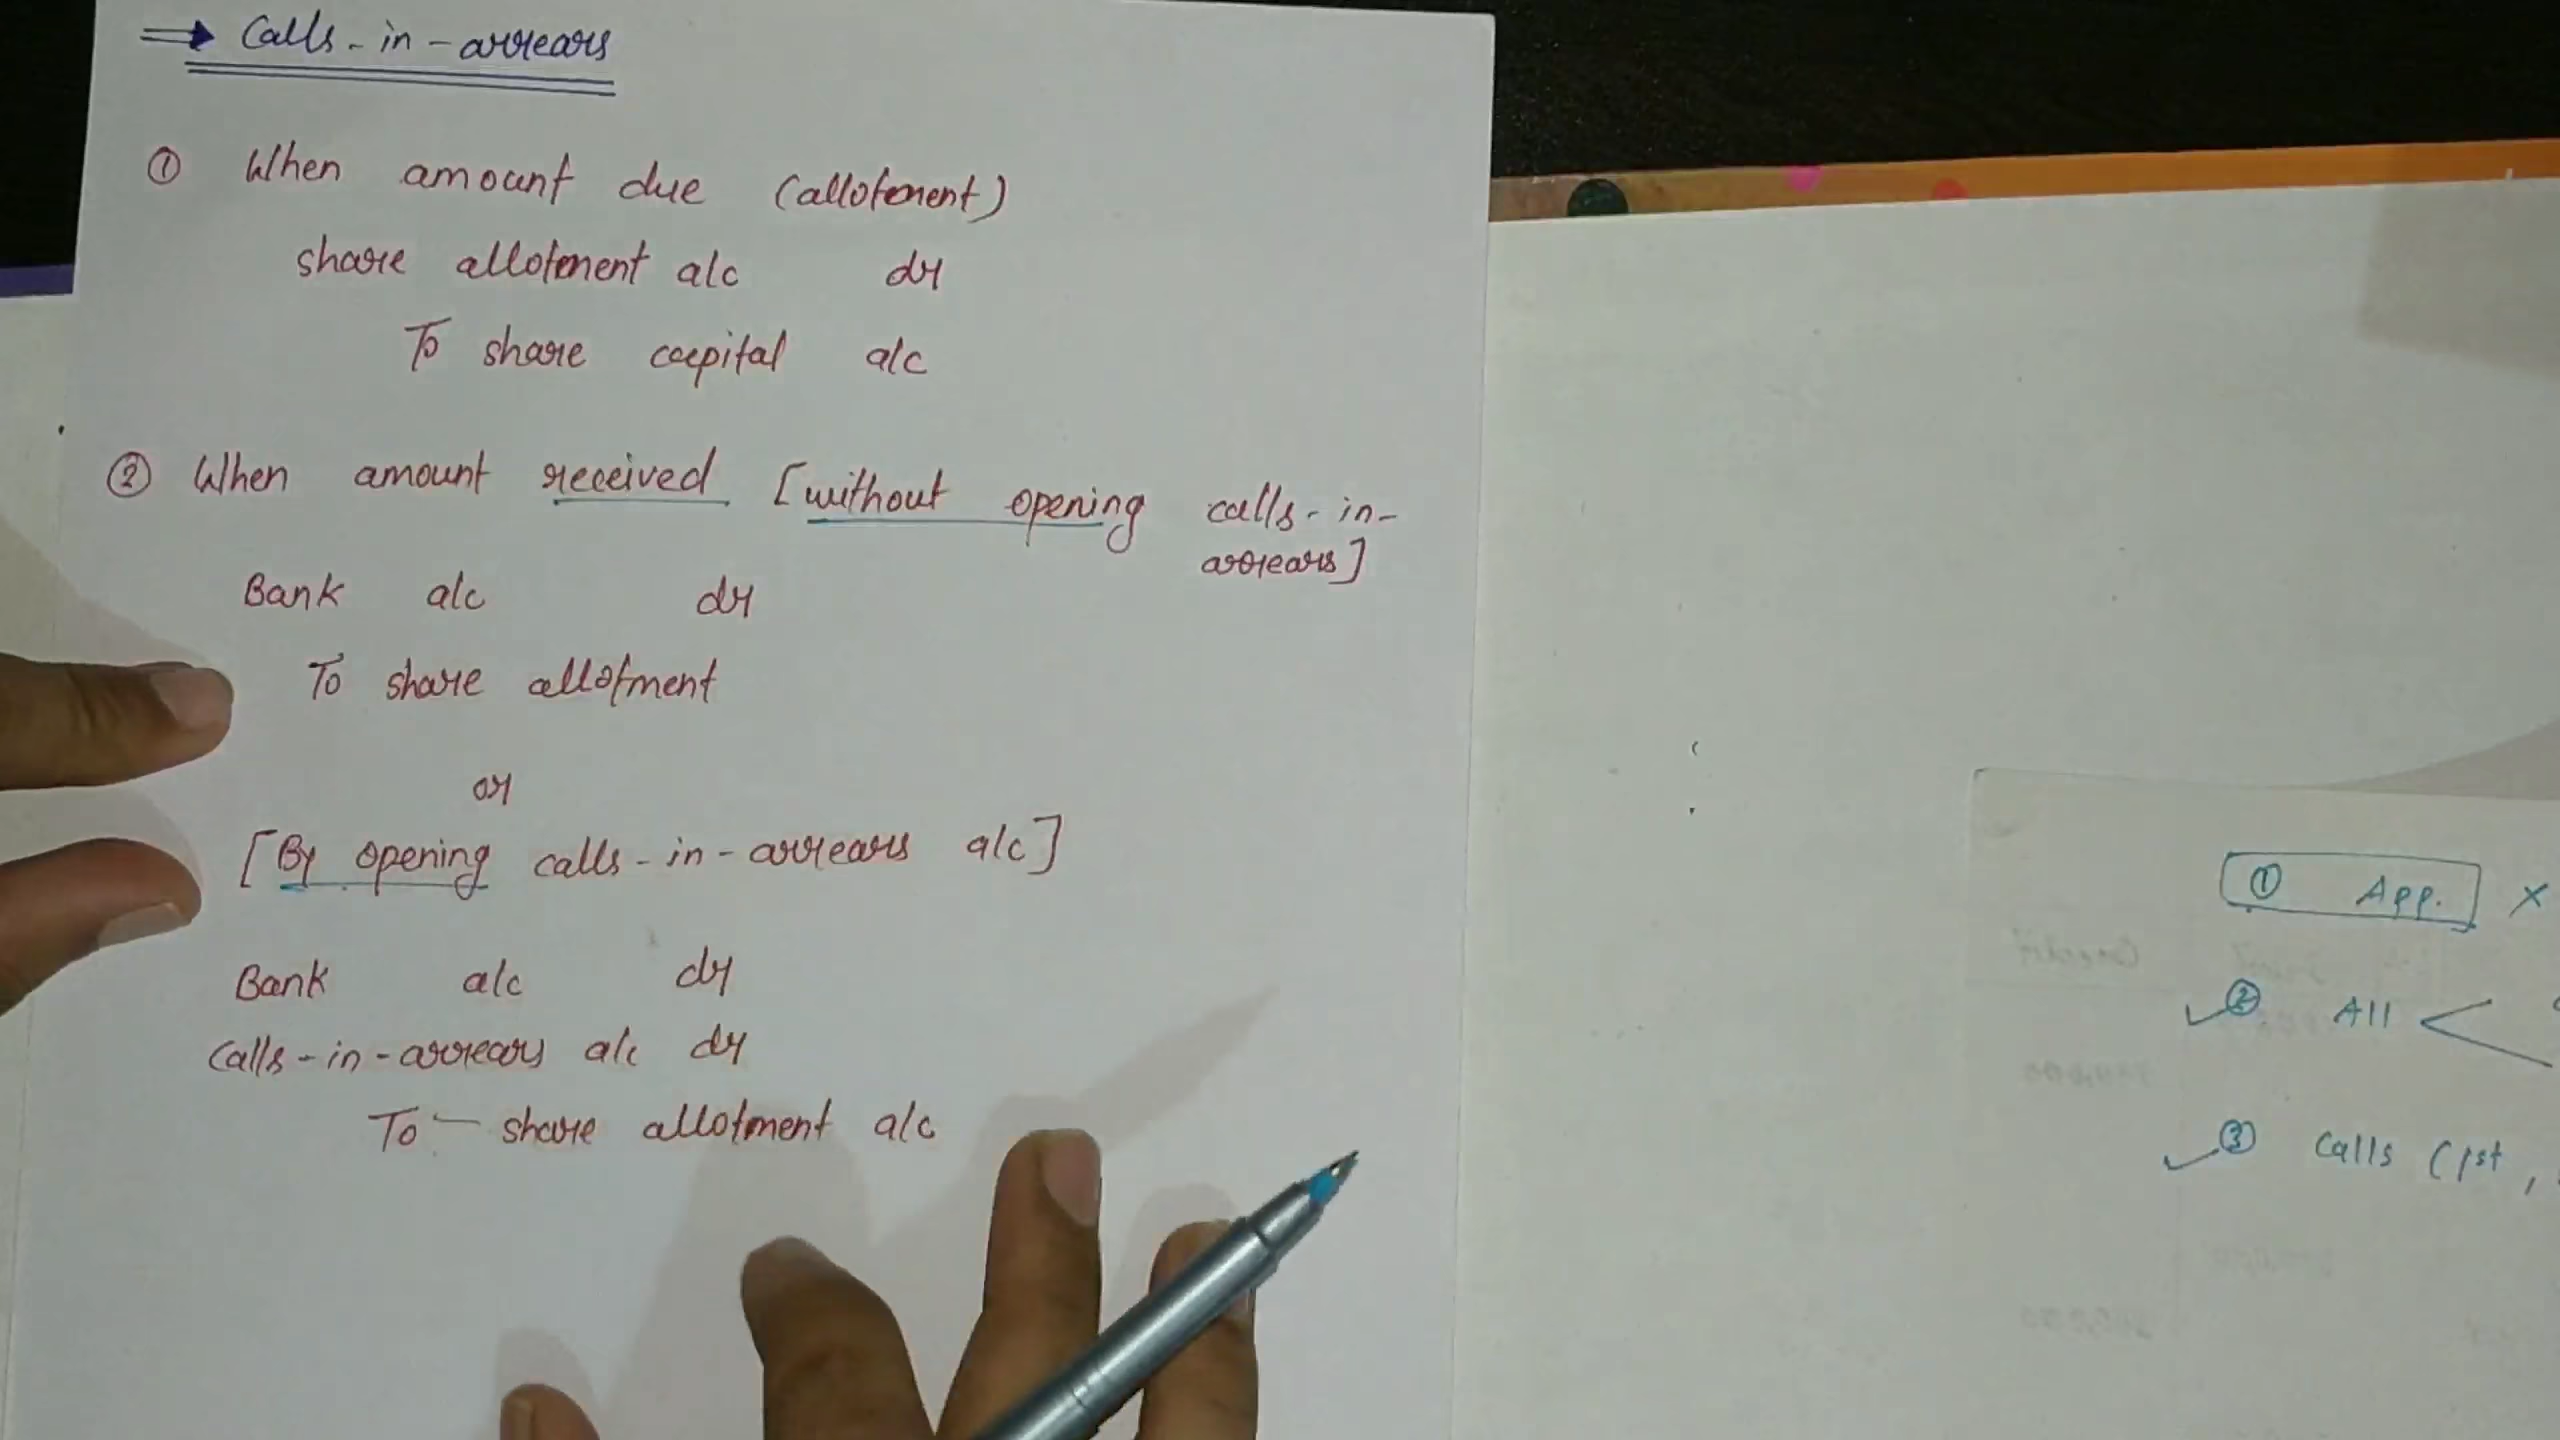 ⇒ Calls-in-arrears
① When amount due (allotment)
share allotment a/c dr
To share capital a/c
② When amount received [without opening calls-in-
arrears]
Bank a/c dr
To share allotment
or
[By opening calls-in-arrears a/c]
Bank a/c dr
Calls-in-arrears a/c dr
To share allotment a/c
① App. ×
✓② All <
✓③ Calls (1st,